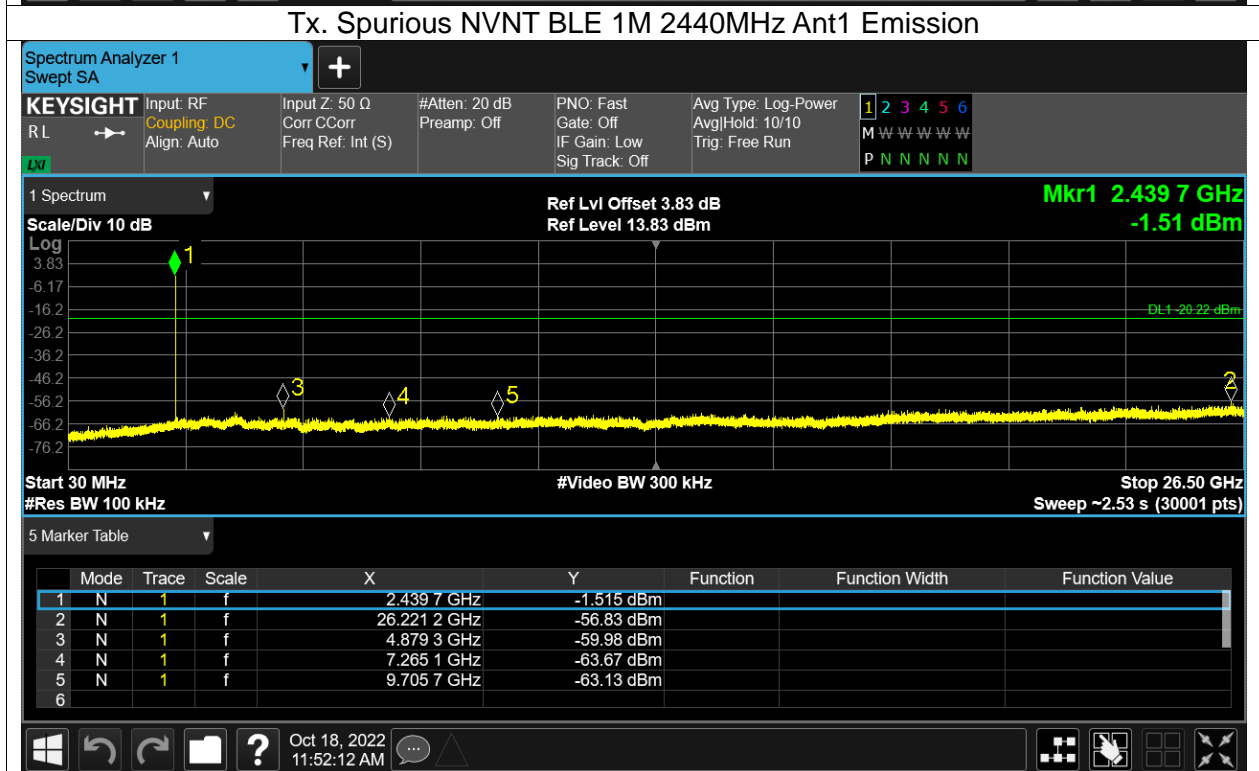 Tx. Spurious NVNT BLE 1M 2440MHz Ant1 Emission
Spectrum Analyzer 1
Swept SA
KEYSIGHT Input: RF Input Z: 50 Ω #Atten: 20 dB PNO: Fast Avg Type: Log-Power 1 2 3 4 5 6
R L Coupling: DC Corr CCorr Preamp: Off Gate: Off Avg|Hold: 10/10 M W W W W W
Align: Auto Freq Ref: Int (S) IF Gain: Low Trig: Free Run
LXI Sig Track: Off P N N N N N
1 Spectrum Ref Lvl Offset 3.83 dB Mkr1 2.439 7 GHz
Scale/Div 10 dB Ref Level 13.83 dBm -1.51 dBm
Log
1
3.83
-6.17
-16.2
DL1 -20.22 dBm
-26.2
-36.2
-46.2
3 4 5 2
-56.2
-66.2
-76.2
Start 30 MHz #Video BW 300 kHz Stop 26.50 GHz
#Res BW 100 kHz Sweep ~2.53 s (30001 pts)
5 Marker Table
Mode Trace Scale X Y Function Function Width Function Value
1 N 1 f 2.439 7 GHz -1.515 dBm
2 N 1 f 26.221 2 GHz -56.83 dBm
3 N 1 f 4.879 3 GHz -59.98 dBm
4 N 1 f 7.265 1 GHz -63.67 dBm
5 N 1 f 9.705 7 GHz -63.13 dBm
6
? Oct 18, 2022
11:52:12 AM